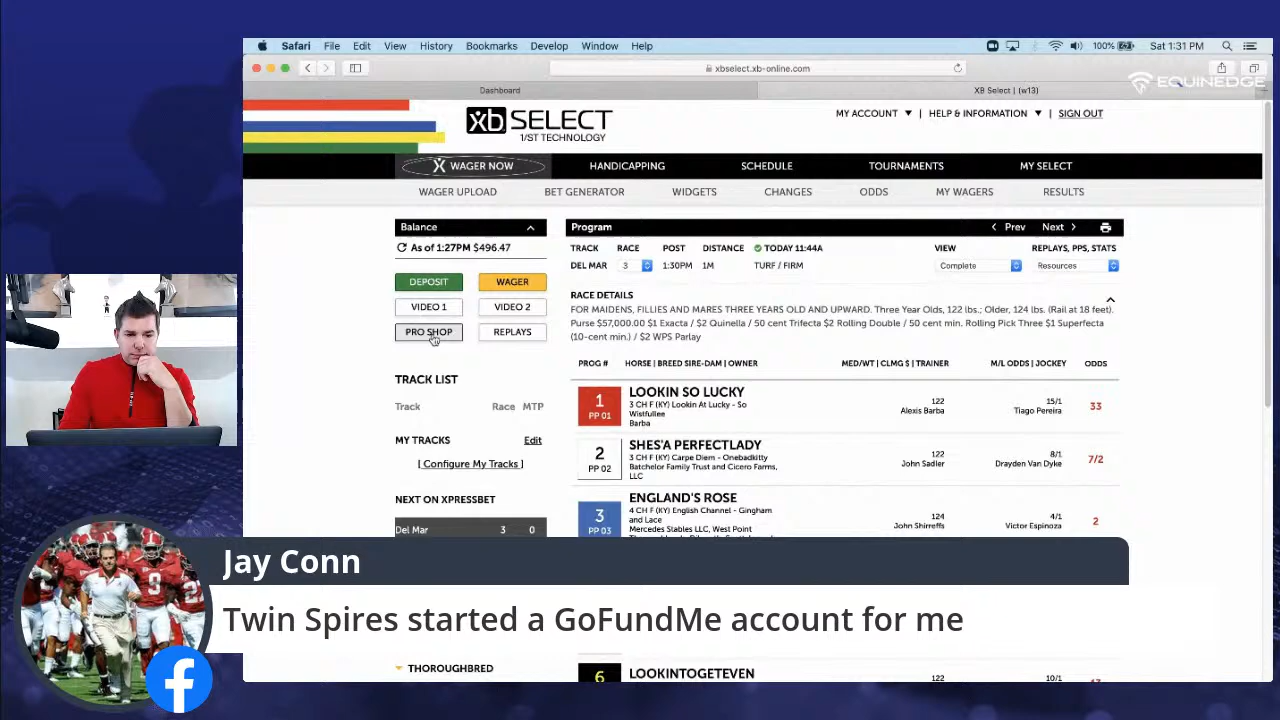 Safari File Edit View History Bookmarks Develop Window Help 100% Sat 1:31 PM
xbselect.xb-online.com
Dashboard XB Select | (w13)
EQUINEDGE
xb SELECT
1/ST TECHNOLOGY
MY ACCOUNT | HELP & INFORMATION | SIGN OUT
X WAGER NOW HANDICAPPING SCHEDULE TOURNAMENTS MY SELECT
WAGER UPLOAD BET GENERATOR WIDGETS CHANGES ODDS MY WAGERS RESULTS
Balance
As of 1:27PM $496.47
DEPOSIT WAGER
VIDEO 1 VIDEO 2
PRO SHOP REPLAYS
TRACK LIST
Track Race MTP
MY TRACKS Edit
[ Configure My Tracks ]
NEXT ON XPRESSBET
Del Mar 3 0
THOROUGHBRED
Program Prev Next
TRACK RACE POST DISTANCE TODAY 11:44A VIEW REPLAYS, PPS, STATS
DEL MAR 3 1:30PM 1M TURF / FIRM Complete Resources
RACE DETAILS
FOR MAIDENS, FILLIES AND MARES THREE YEARS OLD AND UPWARD. Three Year Olds, 122 lbs.; Older, 124 lbs. (Rail at 18 feet).
Purse $57,000.00 $1 Exacta / $2 Quinella / 50 cent Trifecta $2 Rolling Double / 50 cent min. Rolling Pick Three $1 Superfecta
(10-cent min.) / $2 WPS Parlay
PROG # HORSE | BREED SIRE-DAM | OWNER MED/WT | CLMG $ | TRAINER M/L ODDS | JOCKEY ODDS
1 LOOKIN SO LUCKY
PP 01 3 CH F (KY) Lookin At Lucky - So 122 15/1 33
Wistfullee Alexis Barba Tiago Pereira
Barba
2 SHES'A PERFECTLADY
PP 02 3 CH F (KY) Carpe Diem - Onebadkitty 122 8/1 7/2
Batchelor Family Trust and Cicero Farms, John Sadler Drayden Van Dyke
LLC
3 ENGLAND'S ROSE
PP 03 4 CH F (KY) English Channel - Gingham 124 4/1 2
and Lace John Shirreffs Victor Espinoza
Mercedes Stables LLC, West Point
6 LOOKINTOGETEVEN
122 10/1
Jay Conn
Twin Spires started a GoFundMe account for me